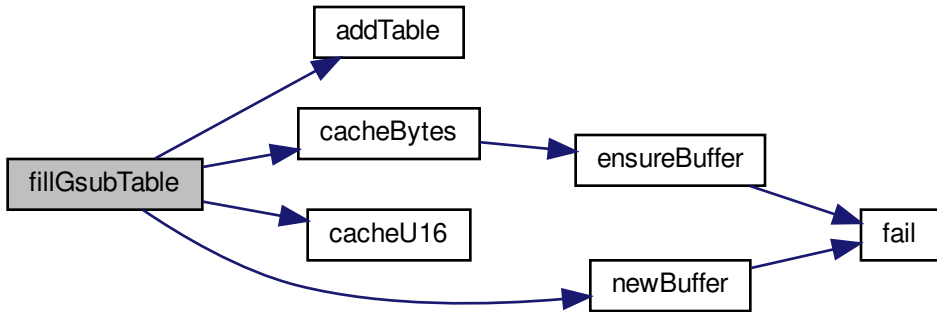 addTable
cacheBytes
ensureBuffer
fillGsubTable
cacheU16
fail
newBuffer